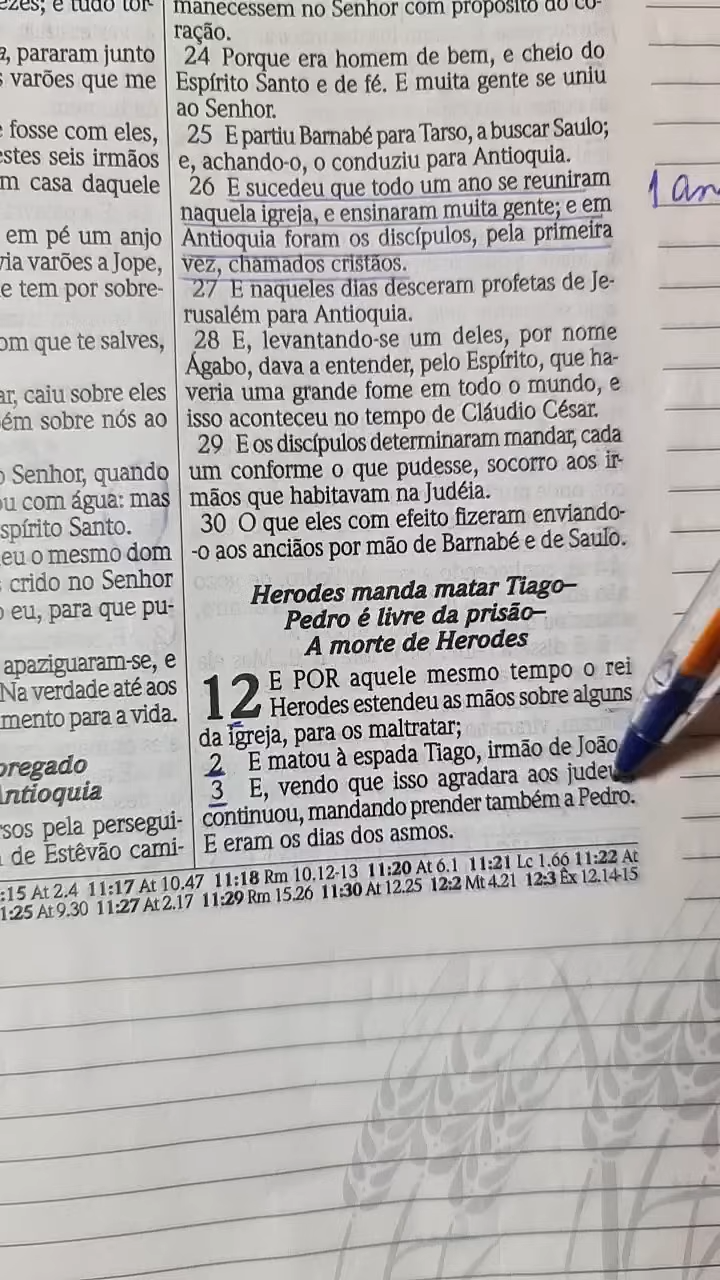 ezes; e tudo tor-
a, pararam junto
s varões que me
e fosse com eles,
estes seis irmãos
m casa daquele
em pé um anjo
via varões a Jope,
e tem por sobre-
om que te salves,
ar, caiu sobre eles
ém sobre nós ao
o Senhor, quando
ou com água: mas
spírito Santo.
eu o mesmo dom
crido no Senhor
o eu, para que pu-
apaziguaram-se, e
Na verdade até aos
mento para a vida.
pregado
Antioquia
rsos pela persegui-
de Estêvão cami-
manecessem no Senhor com propósito do co-
ração.
24 Porque era homem de bem, e cheio do
Espírito Santo e de fé. E muita gente se uniu
ao Senhor.
25 E partiu Barnabé para Tarso, a buscar Saulo;
e, achando-o, o conduziu para Antioquia.
26 E sucedeu que todo um ano se reuniram
naquela igreja, e ensinaram muita gente; e em
Antioquia foram os discípulos, pela primeira
vez, chamados cristãos.
27 E naqueles dias desceram profetas de Je-
rusalém para Antioquia.
28 E, levantando-se um deles, por nome
Ágabo, dava a entender, pelo Espírito, que ha-
veria uma grande fome em todo o mundo, e
isso aconteceu no tempo de Cláudio César.
29 E os discípulos determinaram mandar, cada
um conforme o que pudesse, socorro aos ir-
mãos que habitavam na Judéia.
30 O que eles com efeito fizeram enviando-
-o aos anciãos por mão de Barnabé e de Saulo.
Herodes manda matar Tiago–
Pedro é livre da prisão–
A morte de Herodes
12 E POR aquele mesmo tempo o rei
Herodes estendeu as mãos sobre alguns
da igreja, para os maltratar;
2 E matou à espada Tiago, irmão de João
3 E, vendo que isso agradara aos judeu
continuou, mandando prender também a Pedro.
E eram os dias dos asmos.
:15 At 2.4 11:17 At 10.47 11:18 Rm 10.12-13 11:20 At 6.1 11:21 Lc 1.66 11:22 At
1:25 At 9.30 11:27 At 2.17 11:29 Rm 15.26 11:30 At 12.25 12:2 Mt 4.21 12:3 Êx 12.14-15
1 an